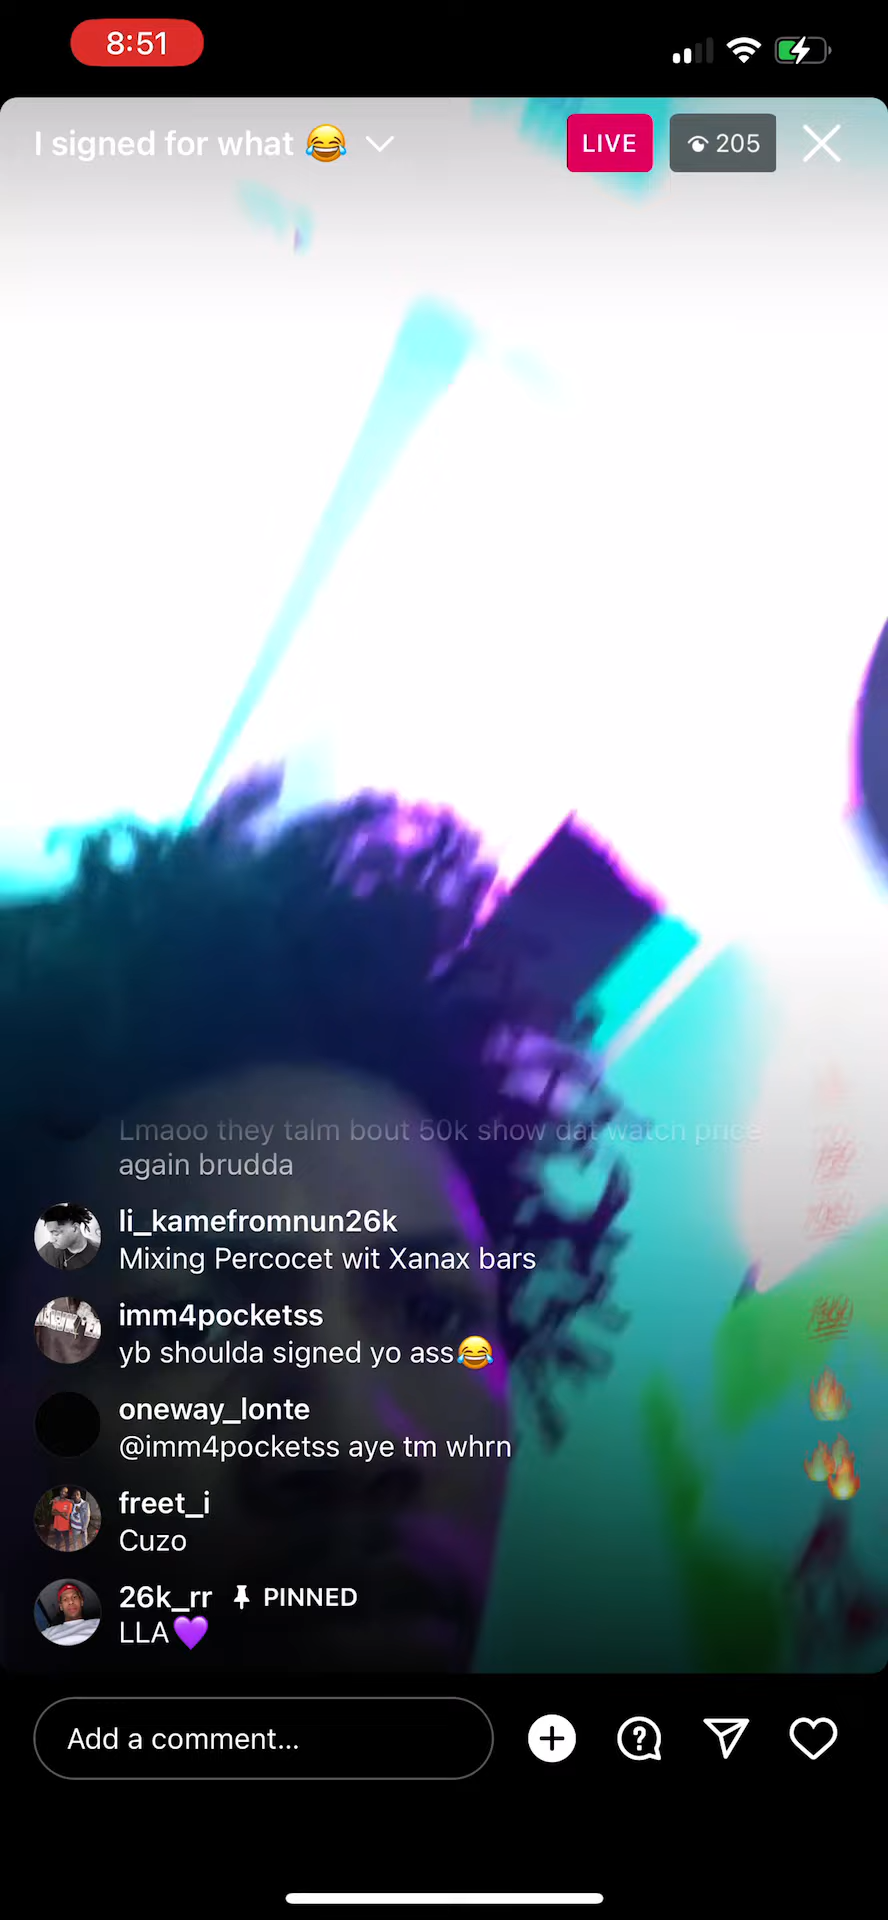 8:51
I signed for what 😂
LIVE
205
Lmaoo they talm bout 50k show dat watch price
again brudda
li_kamefromnun26k
Mixing Percocet wit Xanax bars
imm4pocketss
yb shoulda signed yo ass😂
oneway_lonte
@imm4pocketss aye tm whrn
freet_i
Cuzo
26k_rr PINNED
LLA💜
Add a comment...